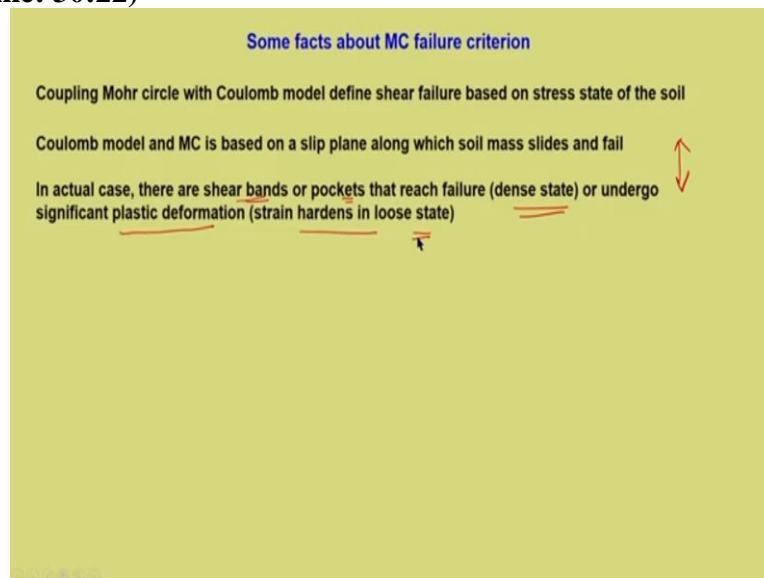 Some facts about MC failure criterion
Coupling Mohr circle with Coulomb model define shear failure based on stress state of the soil
Coulomb model and MC is based on a slip plane along which soil mass slides and fail
In actual case, there are shear bands or pockets that reach failure (dense state) or undergo
significant plastic deformation (strain hardens in loose state)